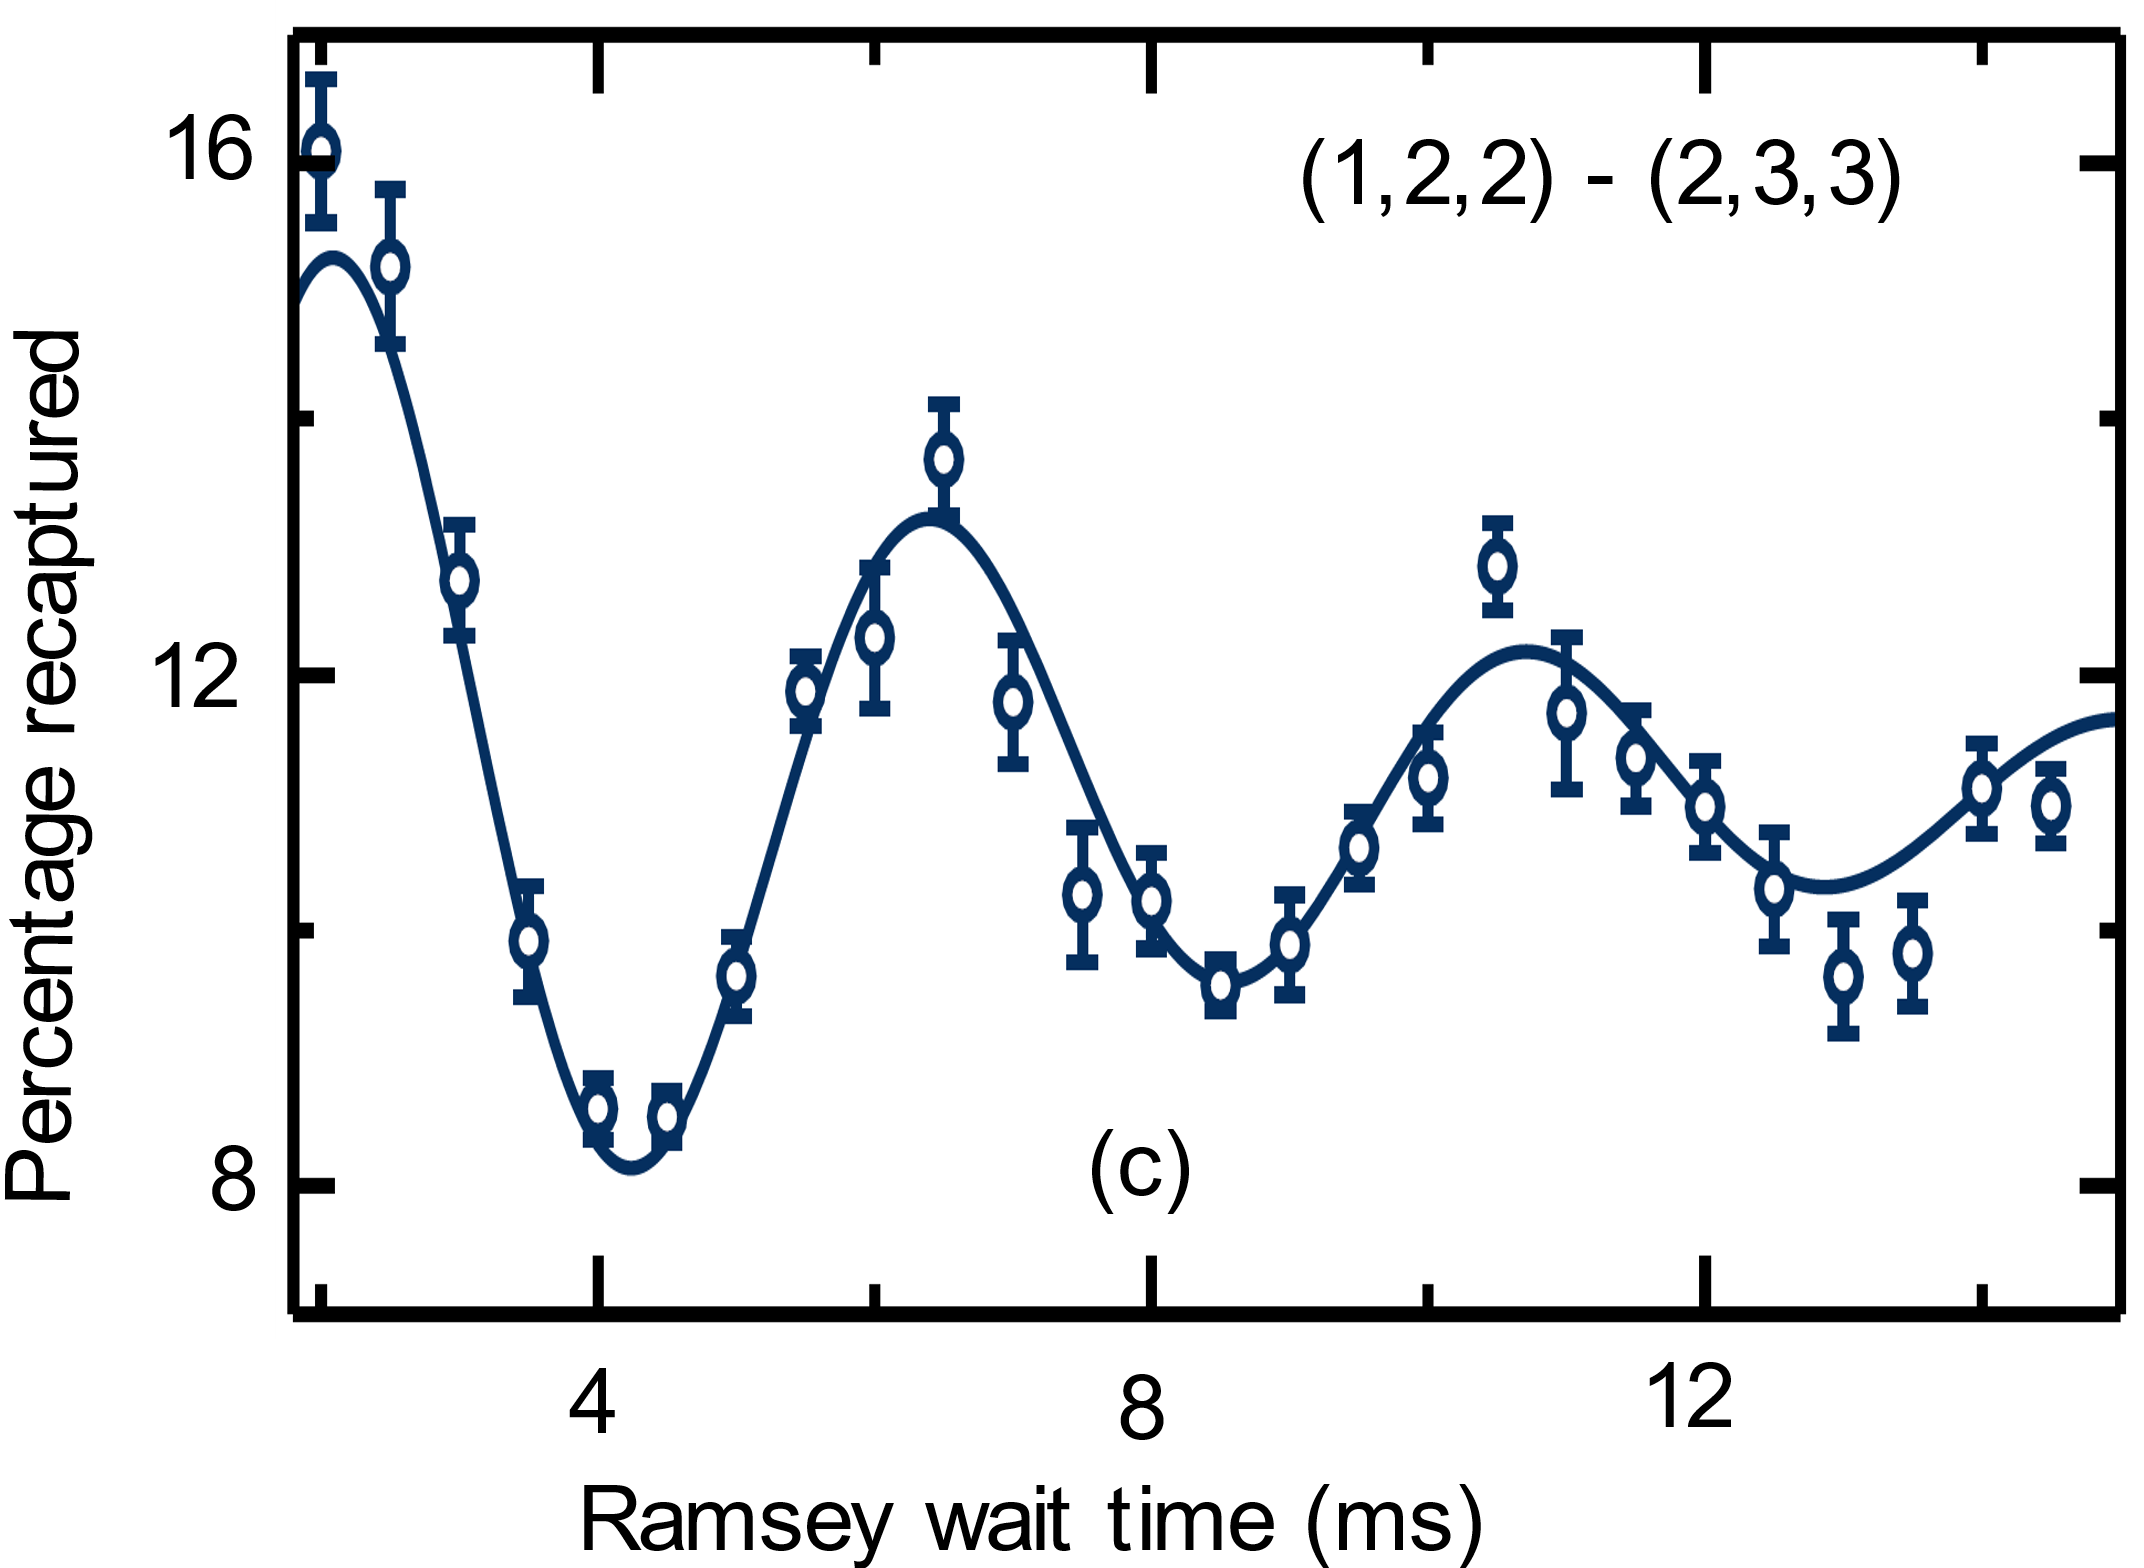 16
(1,2,2) - (2,3,3)
Percentage recaptured
12
(c)
8
4
8
12
Ramsey wait time (ms)